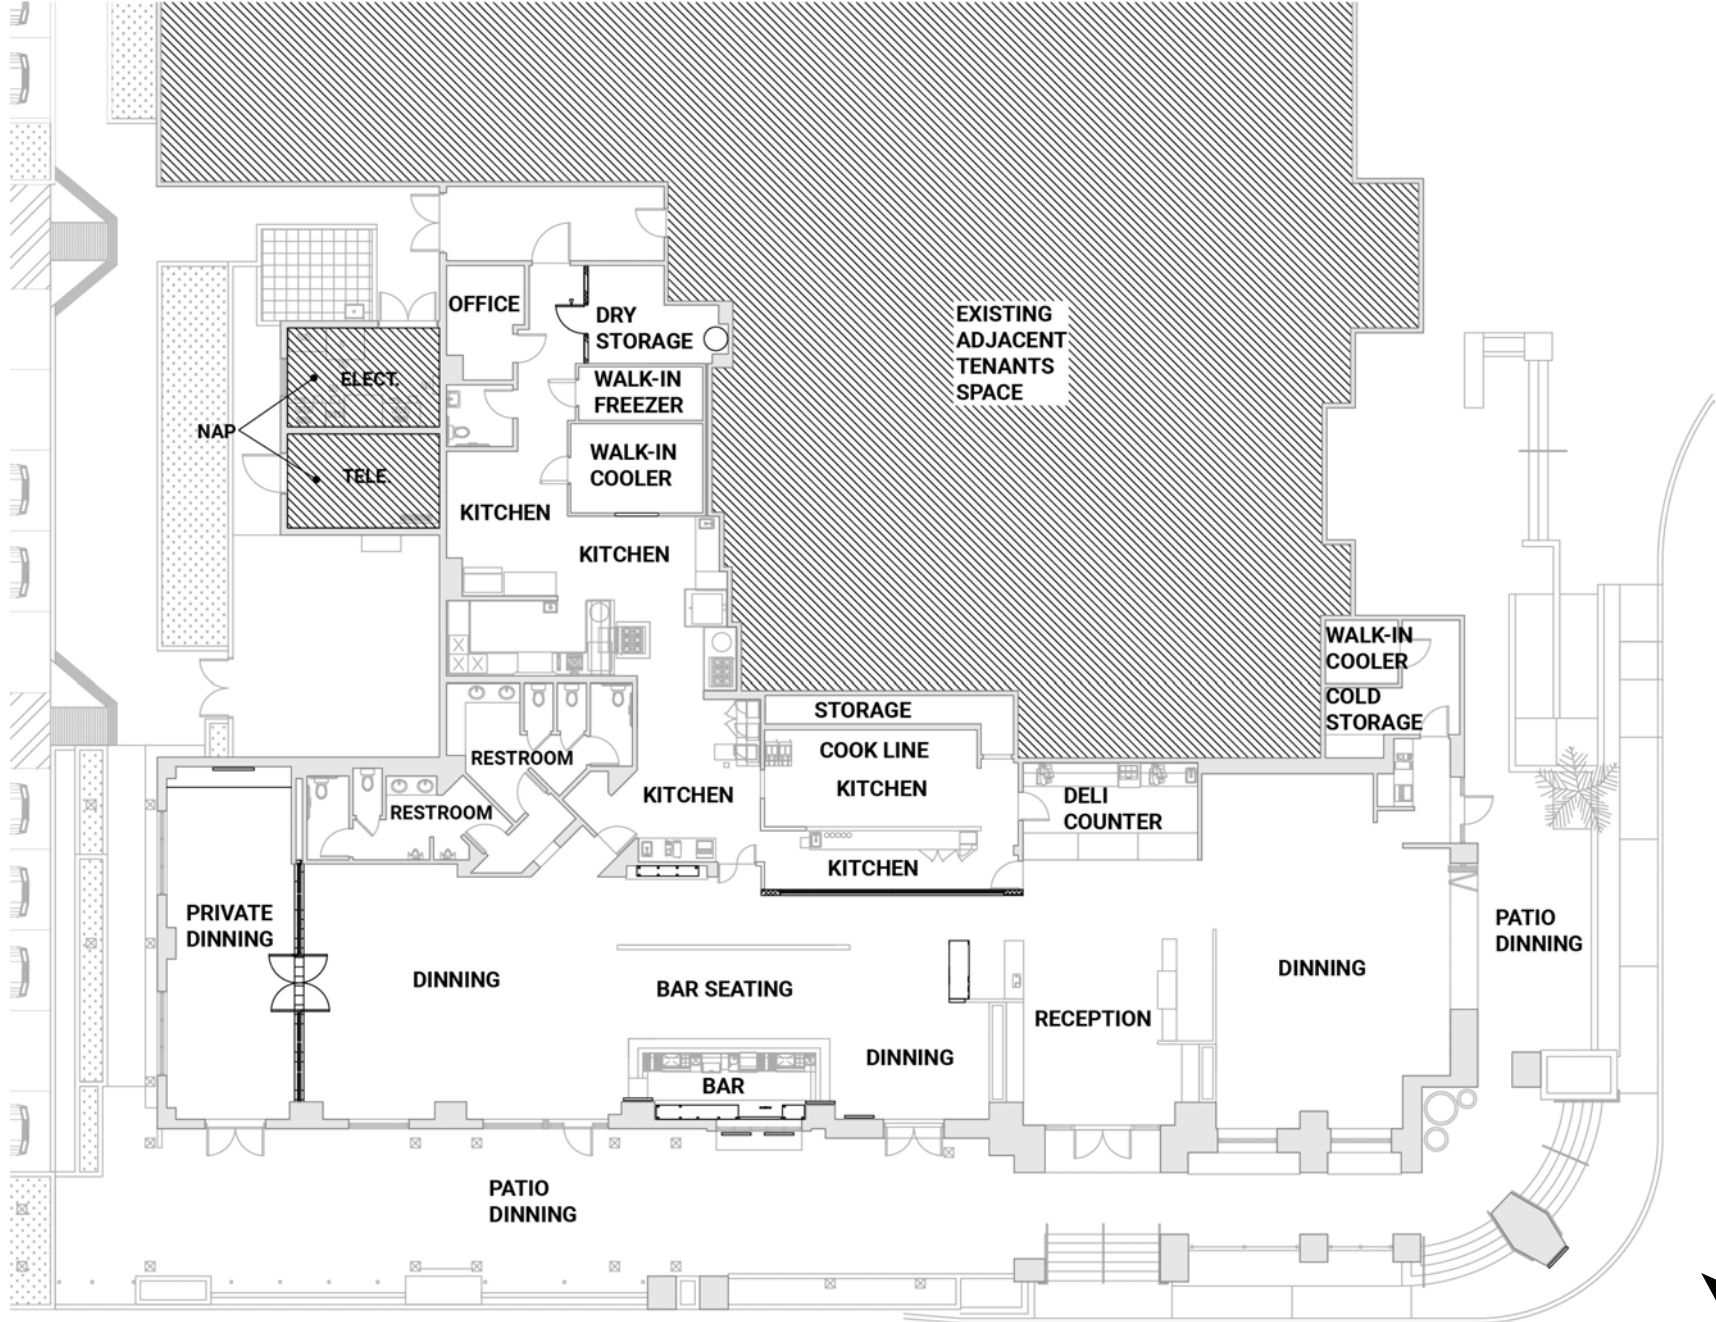 OFFICE
DRY
STORAGE
EXISTING
ADJACENT
TENANTS
SPACE
ELECT.
WALK-IN
FREEZER
NAP
WALK-IN
COOLER
TELE.
KITCHEN
KITCHEN
WALK-IN
COOLER
COLD
STORAGE
STORAGE
COOK LINE
RESTROOM
KITCHEN
KITCHEN
DELI
COUNTER
RESTROOM
KITCHEN
PRIVATE
DINNING
PATIO
DINNING
DINNING
DINNING
BAR SEATING
RECEPTION
DINNING
BAR
PATIO
DINNING